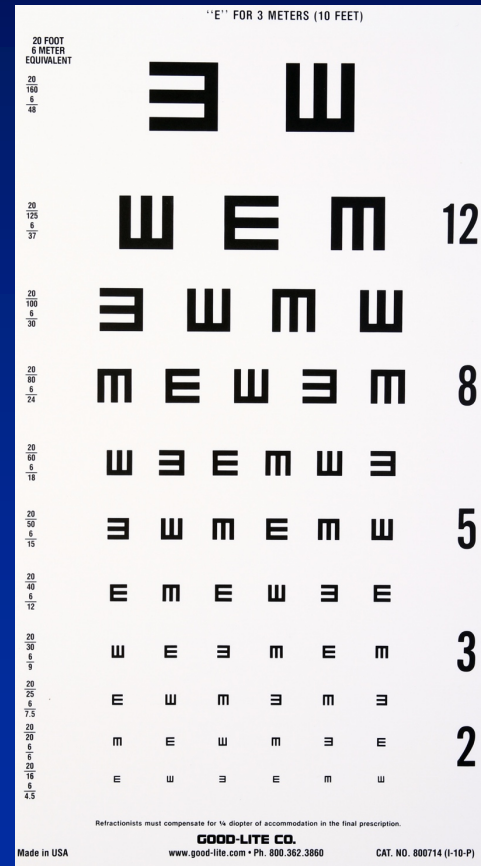 "E" FOR 3 METERS (10 FEET)
20 FOOT
6 METER
EQUIVALENT
20/160 6/48 Ǝ Ш
20/125 6/37 Ш E M 12
20/100 6/30 Ǝ Ш M Ш
20/80 6/24 M E Ш Ǝ M 8
20/60 6/18 Ш Ǝ E M Ш Ǝ
20/50 6/15 Ǝ Ш M E M Ш 5
20/40 6/12 E M E Ш Ǝ E
20/30 6/9 Ш E Ǝ M E M 3
20/25 6/7.5 E Ш M Ǝ M Ǝ
20/20 6/6 M E Ш M Ǝ E 2
20/16 6/4.5 E Ш Ǝ E M Ш
Refractionists must compensate for ¼ diopter of accommodation in the final prescription.
GOOD-LITE CO.
Made in USA www.good-lite.com • Ph. 800.362.3860 CAT. NO. 800714 (I-10-P)